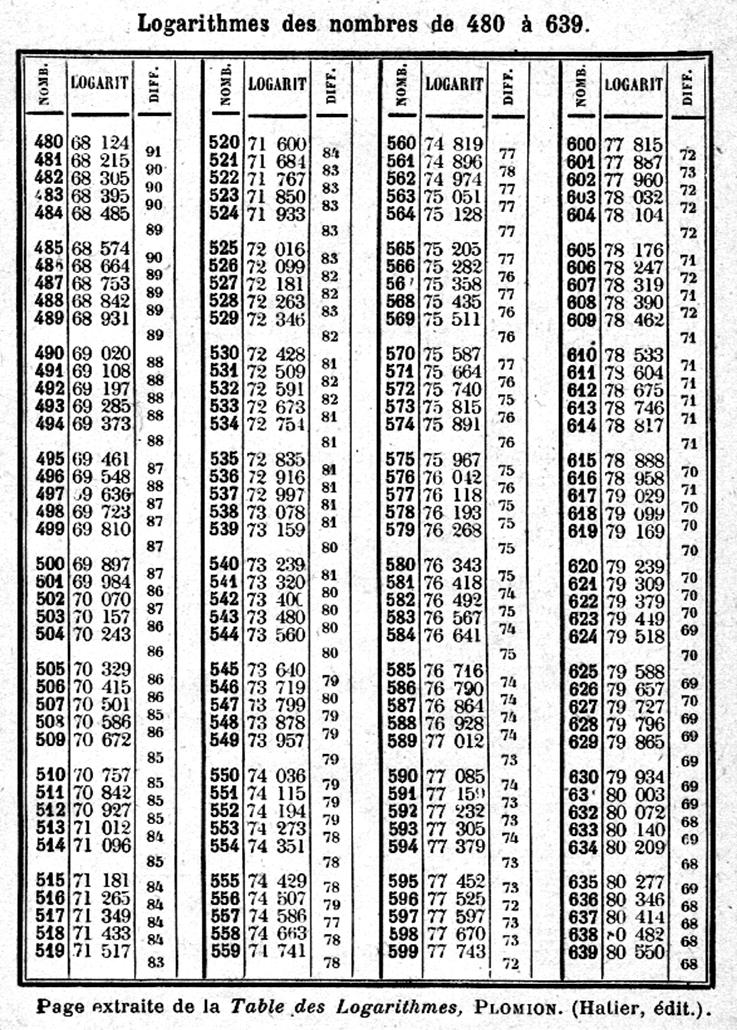 Logarithmes des nombres de 480 à 639.
NOMB. LOGARIT DIFF. NOMB. LOGARIT DIFF. NOMB. LOGARIT DIFF. NOMB. LOGARIT DIFF.
480 68 124 91 520 71 600 84 560 74 819 77 600 77 815 72
481 68 215 90 521 71 684 83 561 74 896 78 601 77 887 73
482 68 305 90 522 71 767 83 562 74 974 77 602 77 960 72
483 68 395 90 523 71 850 83 563 75 051 77 603 78 032 72
484 68 485 89 524 71 933 83 564 75 128 77 604 78 104 72
485 68 574 90 525 72 016 83 565 75 205 77 605 78 176 71
486 68 664 89 526 72 099 82 566 75 282 76 606 78 247 72
487 68 753 89 527 72 181 82 567 75 358 77 607 78 319 71
488 68 842 89 528 72 263 83 568 75 435 76 608 78 390 72
489 68 931 89 529 72 346 82 569 75 511 76 609 78 462 71
490 69 020 88 530 72 428 81 570 75 587 77 610 78 533 71
491 69 108 88 531 72 509 82 571 75 664 76 611 78 604 71
492 69 197 88 532 72 591 82 572 75 740 75 612 78 675 71
493 69 285 88 533 72 673 81 573 75 815 76 613 78 746 71
494 69 373 88 534 72 754 81 574 75 891 76 614 78 817 71
495 69 461 87 535 72 835 81 575 75 967 75 615 78 888 70
496 69 548 88 536 72 916 81 576 76 042 76 616 78 958 71
497 69 636 87 537 72 997 81 577 76 118 75 617 79 029 70
498 69 723 87 538 73 078 81 578 76 193 75 618 79 099 70
499 69 810 87 539 73 159 80 579 76 268 75 619 79 169 70
500 69 897 87 540 73 239 81 580 76 343 75 620 79 239 70
501 69 984 86 541 73 320 80 581 76 418 74 621 79 309 70
502 70 070 87 542 73 400 80 582 76 492 75 622 79 379 70
503 70 157 86 543 73 480 80 583 76 567 74 623 79 449 69
504 70 243 86 544 73 560 80 584 76 641 75 624 79 518 70
505 70 329 86 545 73 640 79 585 76 716 74 625 79 588 69
506 70 415 86 546 73 719 80 586 76 790 74 626 79 657 70
507 70 501 85 547 73 799 79 587 76 864 74 627 79 727 69
508 70 586 86 548 73 878 79 588 76 928 74 628 79 796 69
509 70 672 85 549 73 957 79 589 77 012 73 629 79 865 69
510 70 757 85 550 74 036 79 590 77 085 74 630 79 934 69
511 70 842 85 551 74 115 79 591 77 159 73 631 80 003 69
512 70 927 85 552 74 194 79 592 77 232 73 632 80 072 68
513 71 012 84 553 74 273 78 593 77 305 74 633 80 140 69
514 71 096 85 554 74 351 78 594 77 379 73 634 80 209 68
515 71 181 84 555 74 429 78 595 77 452 73 635 80 277 69
516 71 265 84 556 74 507 79 596 77 525 72 636 80 346 68
517 71 349 84 557 74 586 77 597 77 597 73 637 80 414 68
518 71 433 84 558 74 663 78 598 77 670 73 638 80 482 68
519 71 517 83 559 74 741 78 599 77 743 72 639 80 550 68
Page extraite de la Table des Logarithmes, PLOMION. (Hatier, édit.).